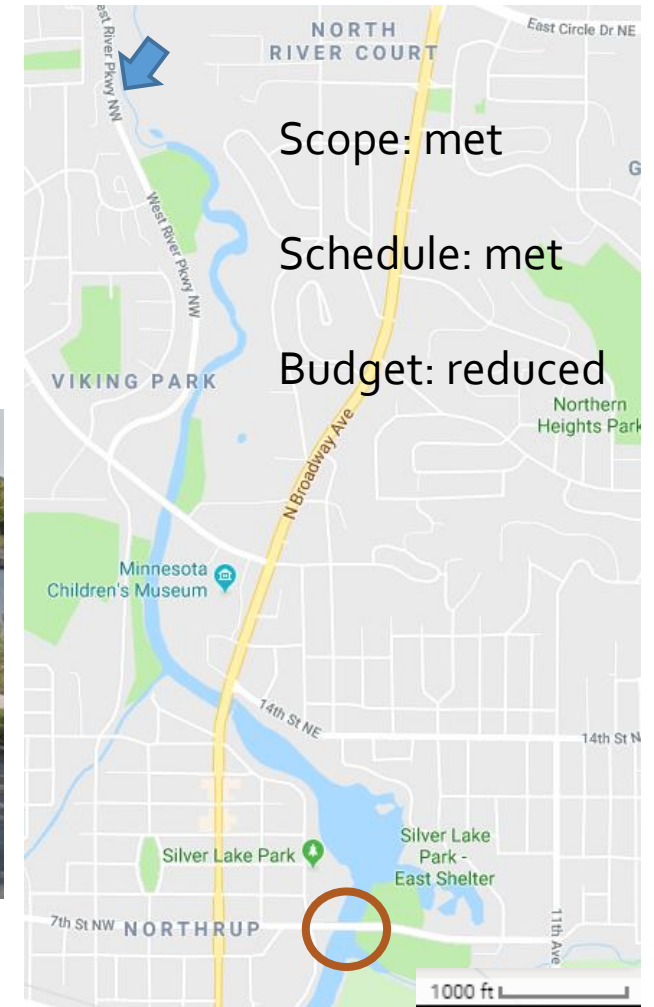 West River Pkwy NW
NORTH
RIVER COURT
East Circle Dr NE
Scope: met
G
West River Pkwy NW
Schedule: met
VIKING PARK
Budget: reduced
Northern
Heights Park
N Broadway Ave
Minnesota
Children's Museum
14th St NE
14th St N
Silver Lake Park
Silver Lake
Park -
East Shelter
7th St NW
NORTHRUP
11th Ave
1000 ft